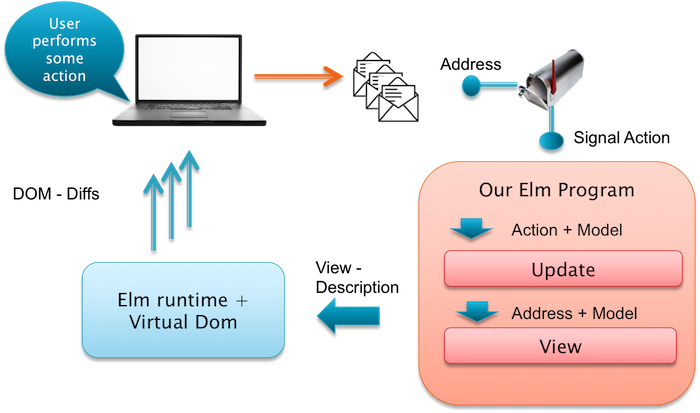 User
performs
some
action
Address
Signal Action
Our Elm Program
Action + Model
Update
Address + Model
View
View -
Description
Elm runtime +
Virtual Dom
DOM - Diffs